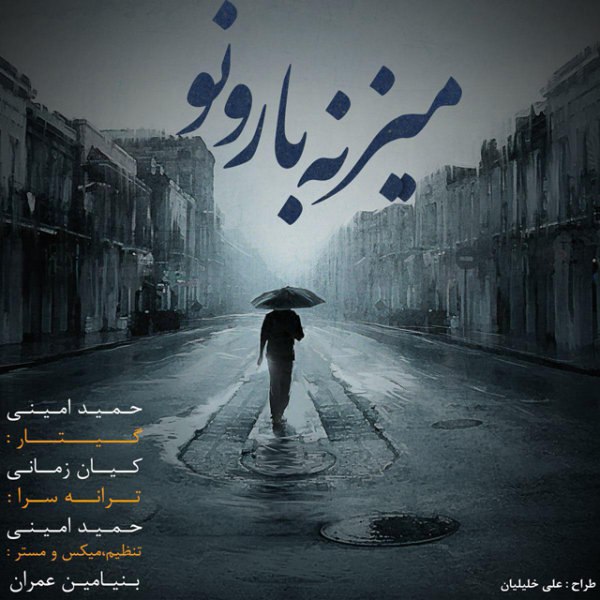 میزنه بارونو
حمید امینی
گیتار :
کیان زمانی
ترانه سرا :
حمید امینی
تنظیم،میکس و مستر :
بنیامین عمران
طراح : علی خلیلیان